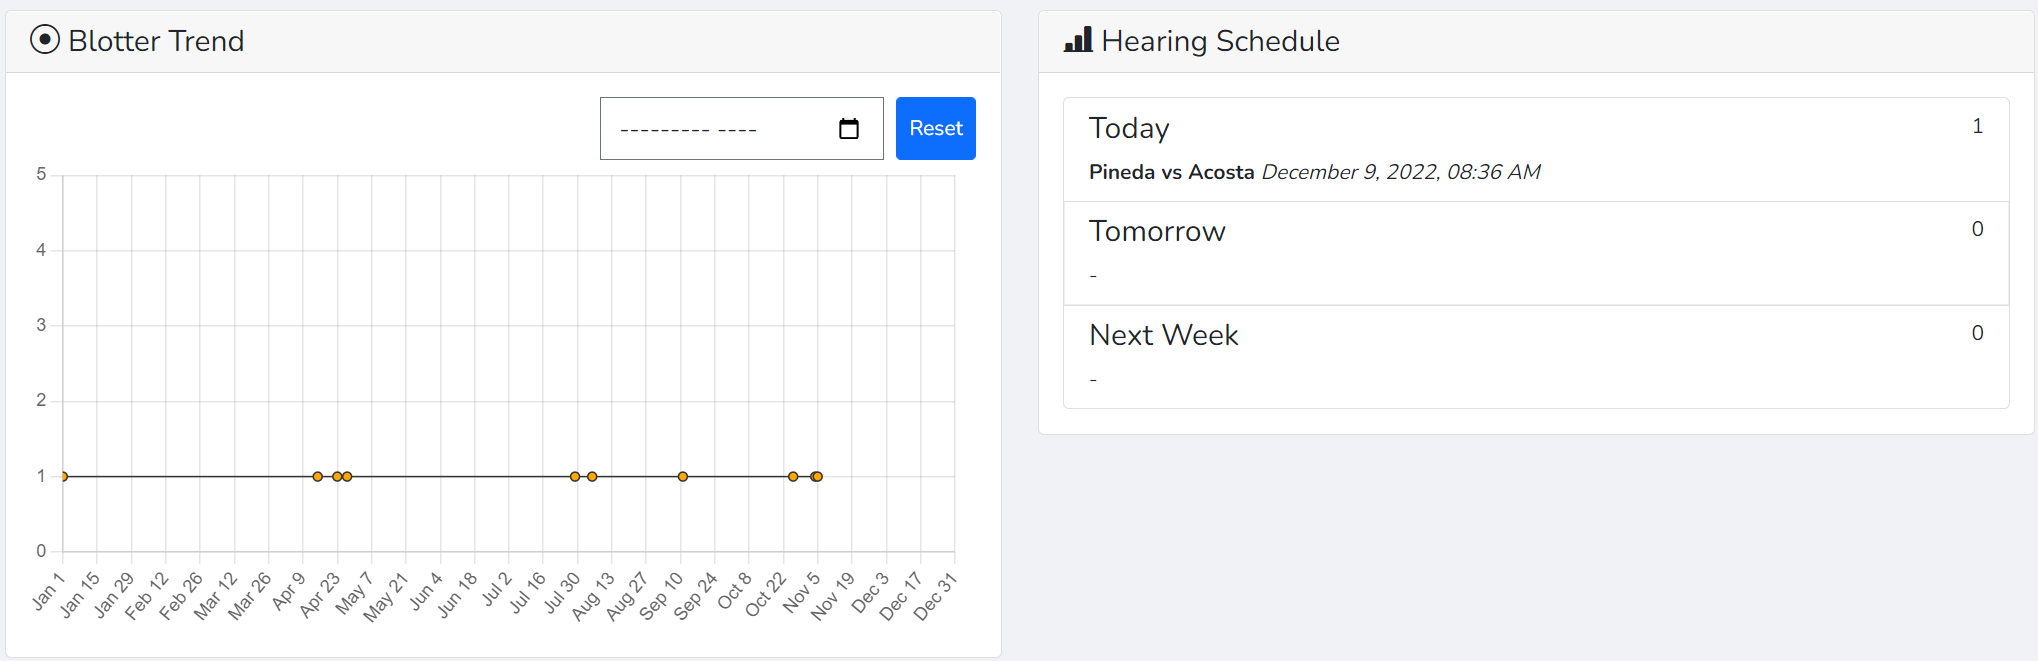 Blotter Trend
--------- ----
Reset
5
4
3
2
1
0
Jan 1 Jan 15 Jan 29 Feb 12 Feb 26 Mar 12 Mar 26 Apr 9 Apr 23 May 7 May 21 Jun 4 Jun 18 Jul 2 Jul 16 Jul 30 Aug 13 Aug 27 Sep 10 Sep 24 Oct 8 Oct 22 Nov 5 Nov 19 Dec 3 Dec 17 Dec 31
Hearing Schedule
Today 1
Pineda vs Acosta December 9, 2022, 08:36 AM
Tomorrow 0
-
Next Week 0
-